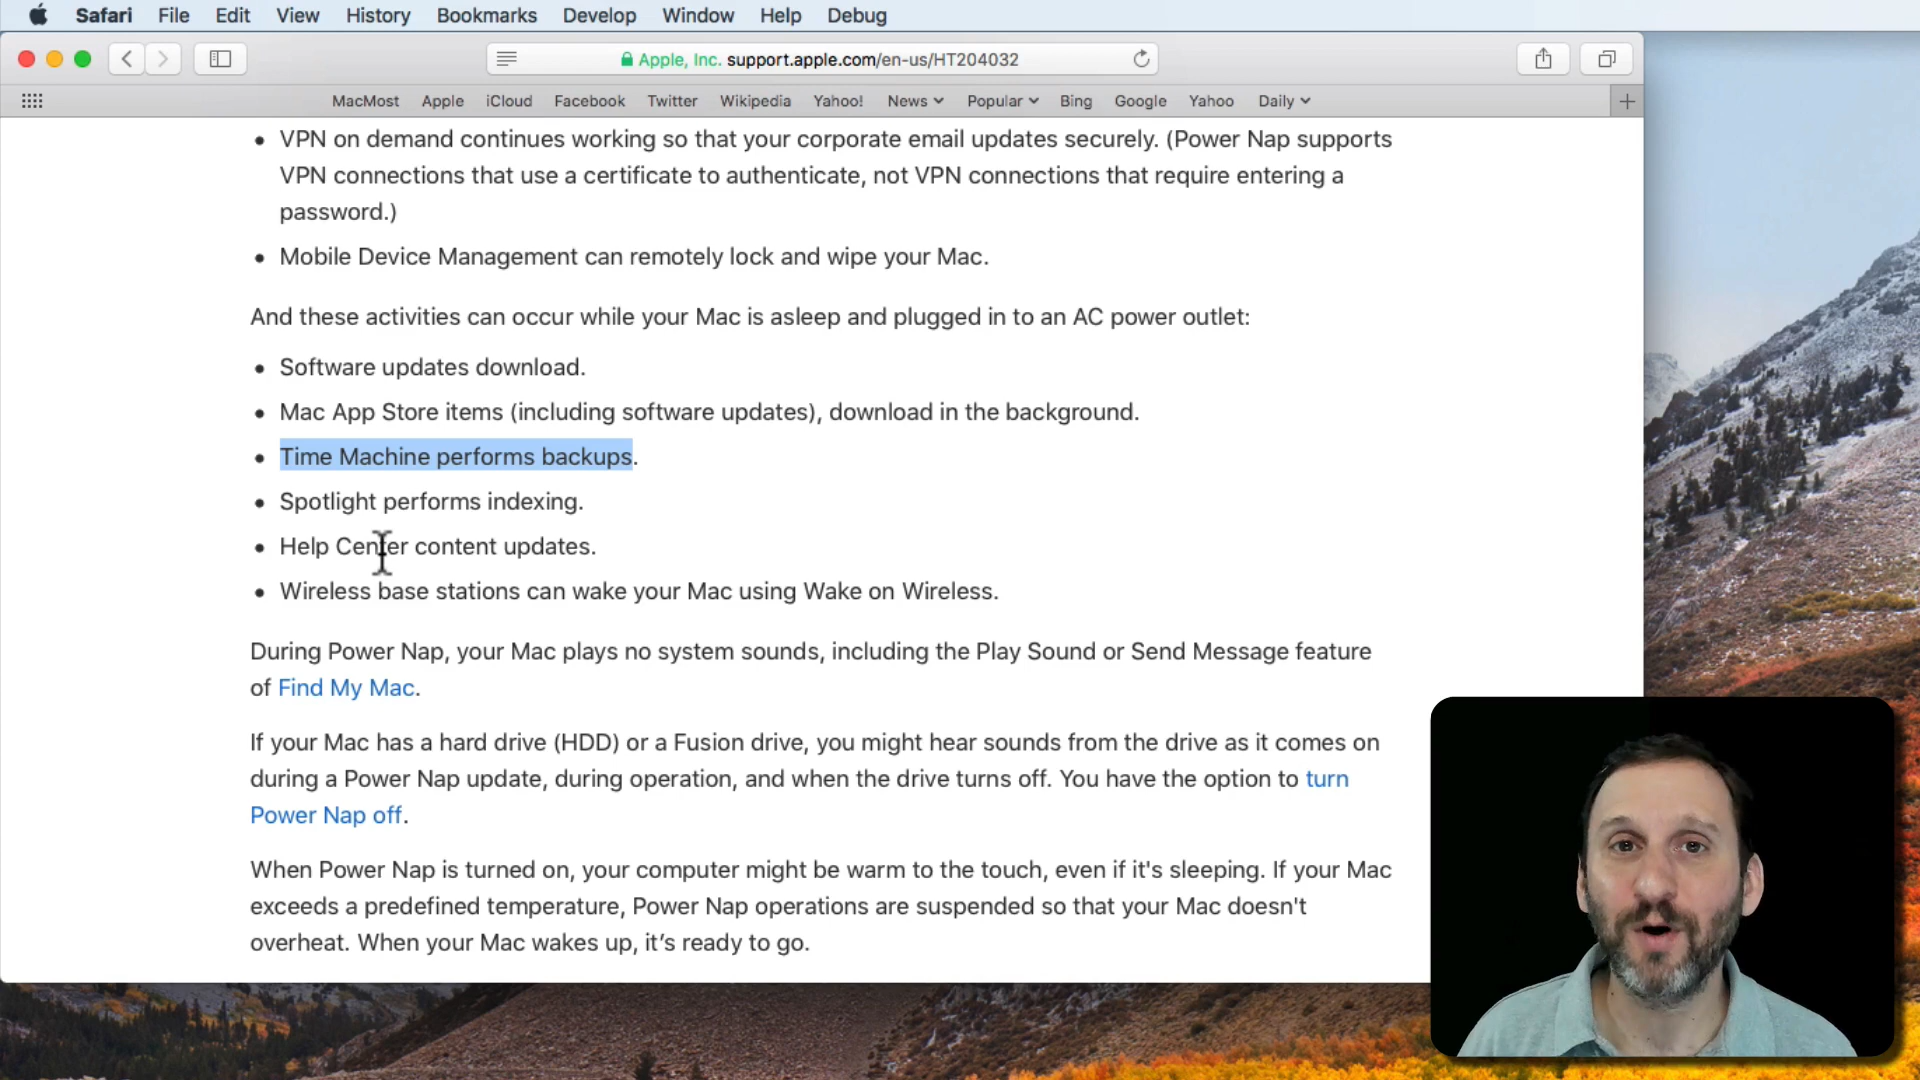 Safari File Edit View History Bookmarks Develop Window Help Debug
Apple, Inc. support.apple.com/en-us/HT204032
MacMost Apple iCloud Facebook Twitter Wikipedia Yahoo! News Popular Bing Google Yahoo Daily
• VPN on demand continues working so that your corporate email updates securely. (Power Nap supports
VPN connections that use a certificate to authenticate, not VPN connections that require entering a
password.)
• Mobile Device Management can remotely lock and wipe your Mac.
And these activities can occur while your Mac is asleep and plugged in to an AC power outlet:
• Software updates download.
• Mac App Store items (including software updates), download in the background.
• Time Machine performs backups.
• Spotlight performs indexing.
• Help Center content updates.
• Wireless base stations can wake your Mac using Wake on Wireless.
During Power Nap, your Mac plays no system sounds, including the Play Sound or Send Message feature
of Find My Mac.
If your Mac has a hard drive (HDD) or a Fusion drive, you might hear sounds from the drive as it comes on
during a Power Nap update, during operation, and when the drive turns off. You have the option to turn
Power Nap off.
When Power Nap is turned on, your computer might be warm to the touch, even if it's sleeping. If your Mac
exceeds a predefined temperature, Power Nap operations are suspended so that your Mac doesn't
overheat. When your Mac wakes up, it’s ready to go.